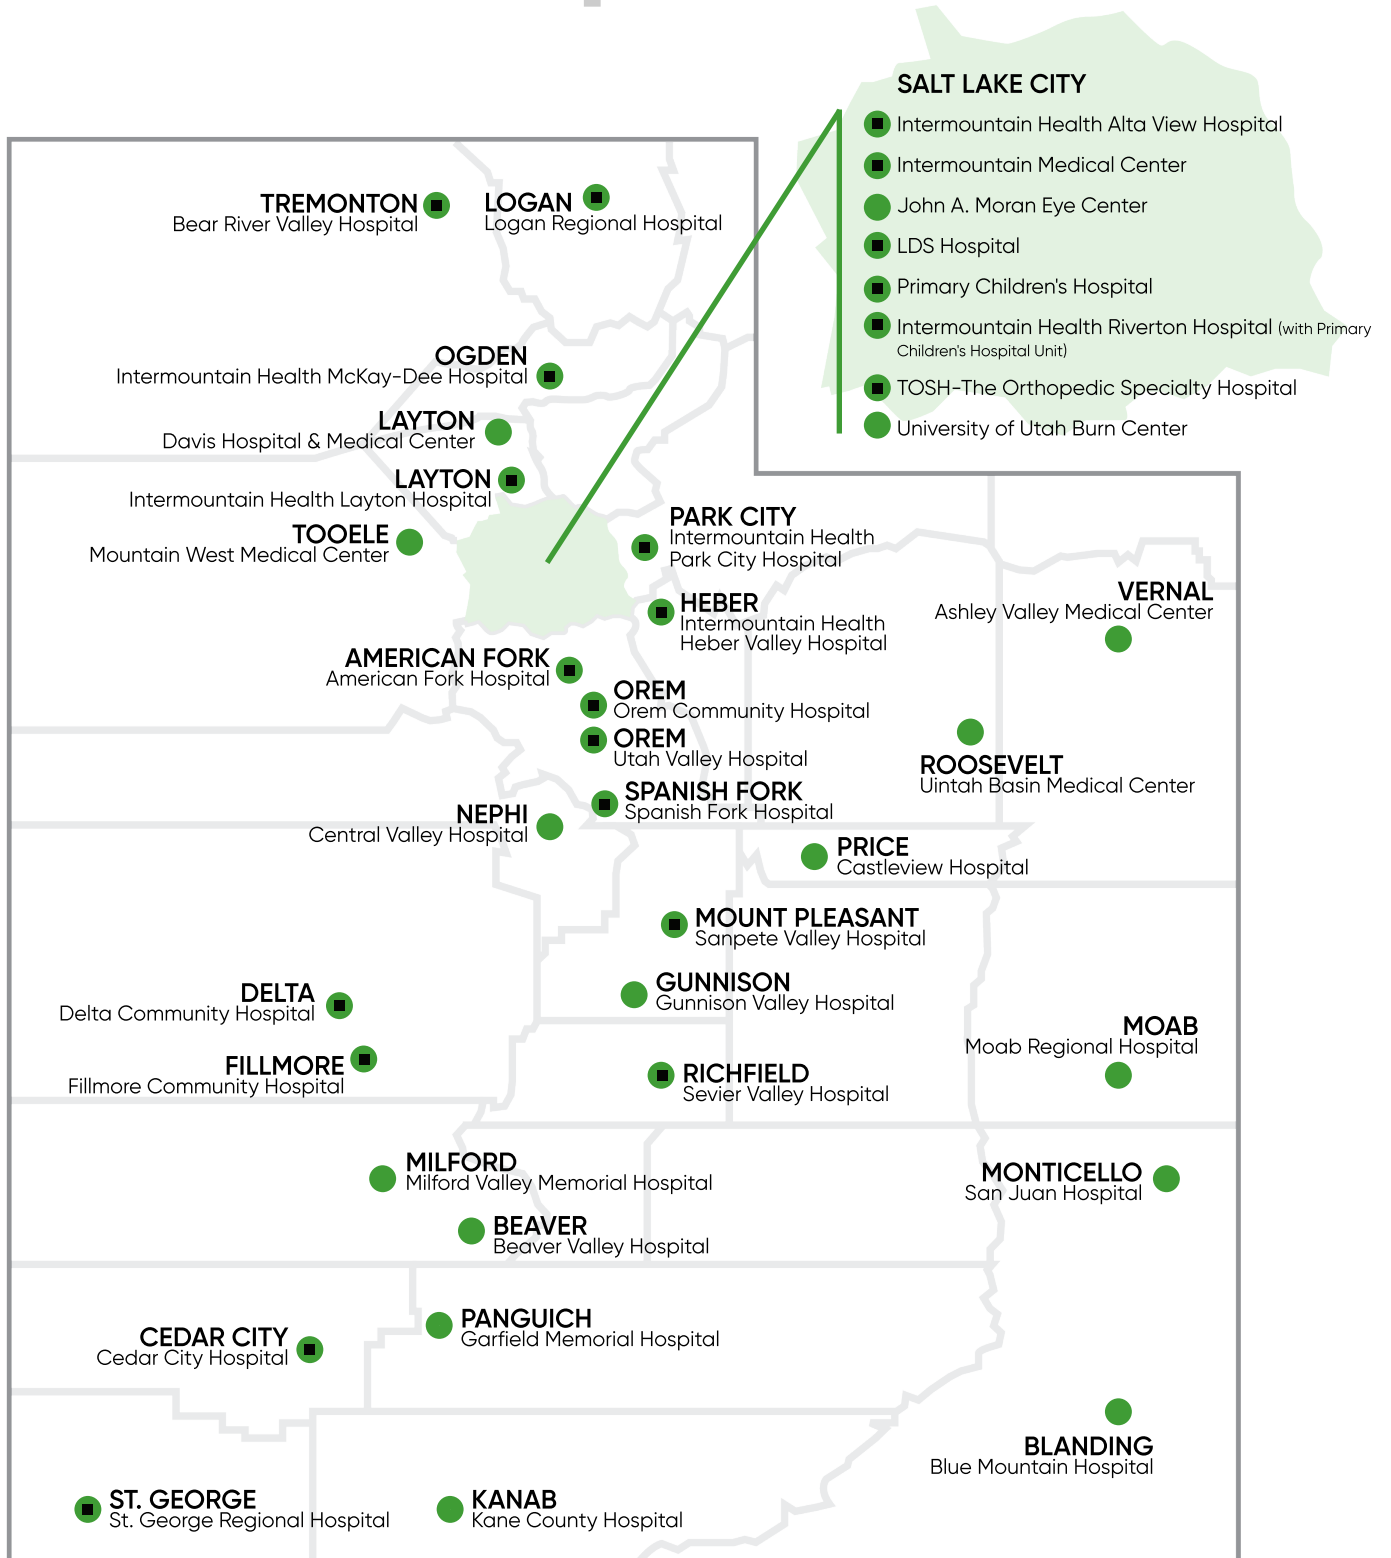 SALT LAKE CITY
Intermountain Health Alta View Hospital
Intermountain Medical Center
John A. Moran Eye Center
LDS Hospital
Primary Children's Hospital
Intermountain Health Riverton Hospital (with Primary
Children's Hospital Unit)
TOSH-The Orthopedic Specialty Hospital
University of Utah Burn Center
TREMONTON
Bear River Valley Hospital
LOGAN
Logan Regional Hospital
OGDEN
Intermountain Health McKay-Dee Hospital
LAYTON
Davis Hospital & Medical Center
LAYTON
Intermountain Health Layton Hospital
TOOELE
Mountain West Medical Center
PARK CITY
Intermountain Health
Park City Hospital
HEBER
Intermountain Health
Heber Valley Hospital
VERNAL
Ashley Valley Medical Center
AMERICAN FORK
American Fork Hospital
OREM
Orem Community Hospital
OREM
Utah Valley Hospital
ROOSEVELT
Uintah Basin Medical Center
SPANISH FORK
Spanish Fork Hospital
NEPHI
Central Valley Hospital
PRICE
Castleview Hospital
MOUNT PLEASANT
Sanpete Valley Hospital
GUNNISON
Gunnison Valley Hospital
DELTA
Delta Community Hospital
FILLMORE
Fillmore Community Hospital
MOAB
Moab Regional Hospital
RICHFIELD
Sevier Valley Hospital
MILFORD
Milford Valley Memorial Hospital
MONTICELLO
San Juan Hospital
BEAVER
Beaver Valley Hospital
PANGUICH
Garfield Memorial Hospital
CEDAR CITY
Cedar City Hospital
BLANDING
Blue Mountain Hospital
ST. GEORGE
St. George Regional Hospital
KANAB
Kane County Hospital